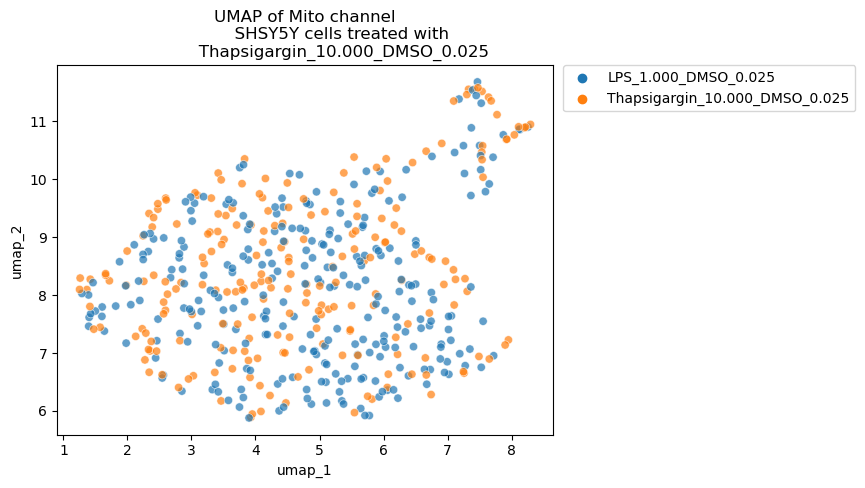 UMAP of Mito channel
SHSY5Y cells treated with
Thapsigargin_10.000_DMSO_0.025
LPS_1.000_DMSO_0.025
Thapsigargin_10.000_DMSO_0.025
umap_2
11
10
9
8
7
6
1 2 3 4 5 6 7 8
umap_1